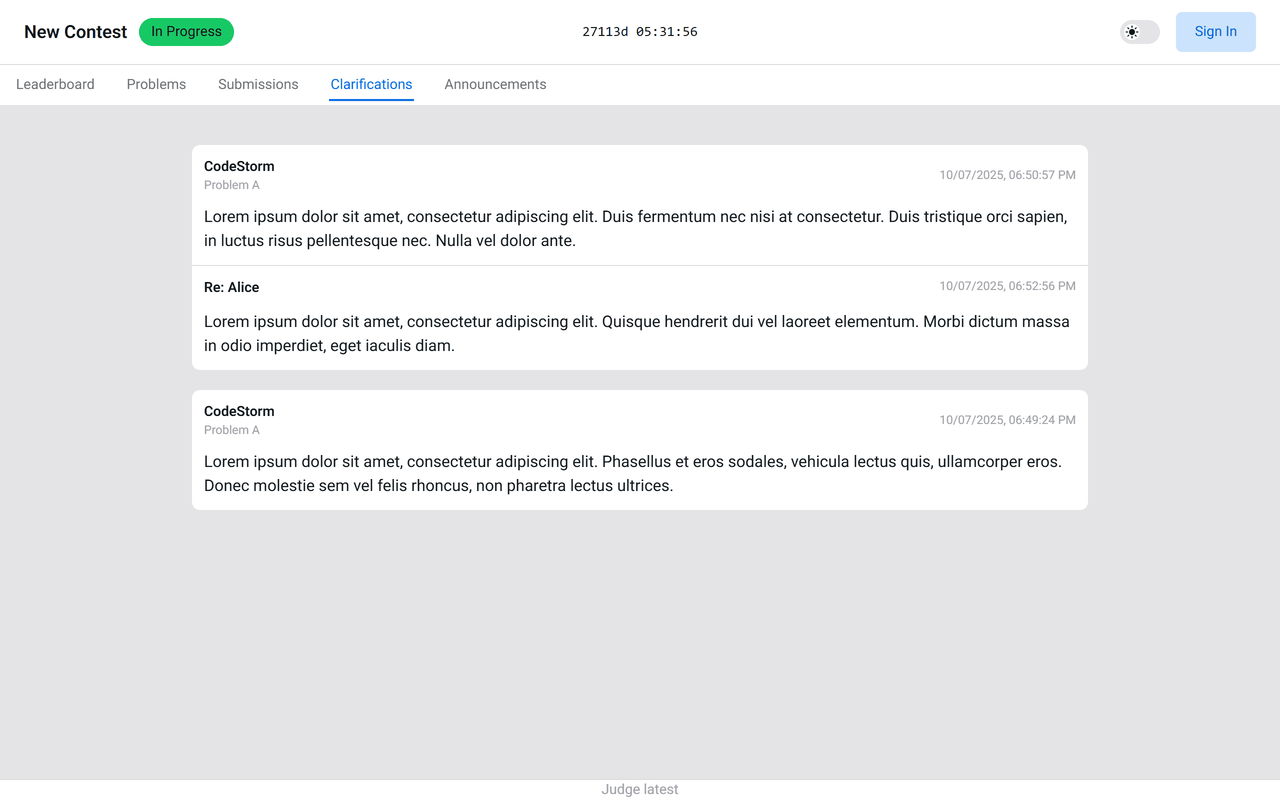 New Contest
In Progress
27113d 05:31:56
Sign In
Leaderboard
Problems
Submissions
Clarifications
Announcements
CodeStorm
Problem A
10/07/2025, 06:50:57 PM
Lorem ipsum dolor sit amet, consectetur adipiscing elit. Duis fermentum nec nisi at consectetur. Duis tristique orci sapien,
in luctus risus pellentesque nec. Nulla vel dolor ante.
Re: Alice
10/07/2025, 06:52:56 PM
Lorem ipsum dolor sit amet, consectetur adipiscing elit. Quisque hendrerit dui vel laoreet elementum. Morbi dictum massa
in odio imperdiet, eget iaculis diam.
CodeStorm
Problem A
10/07/2025, 06:49:24 PM
Lorem ipsum dolor sit amet, consectetur adipiscing elit. Phasellus et eros sodales, vehicula lectus quis, ullamcorper eros.
Donec molestie sem vel felis rhoncus, non pharetra lectus ultrices.
Judge latest